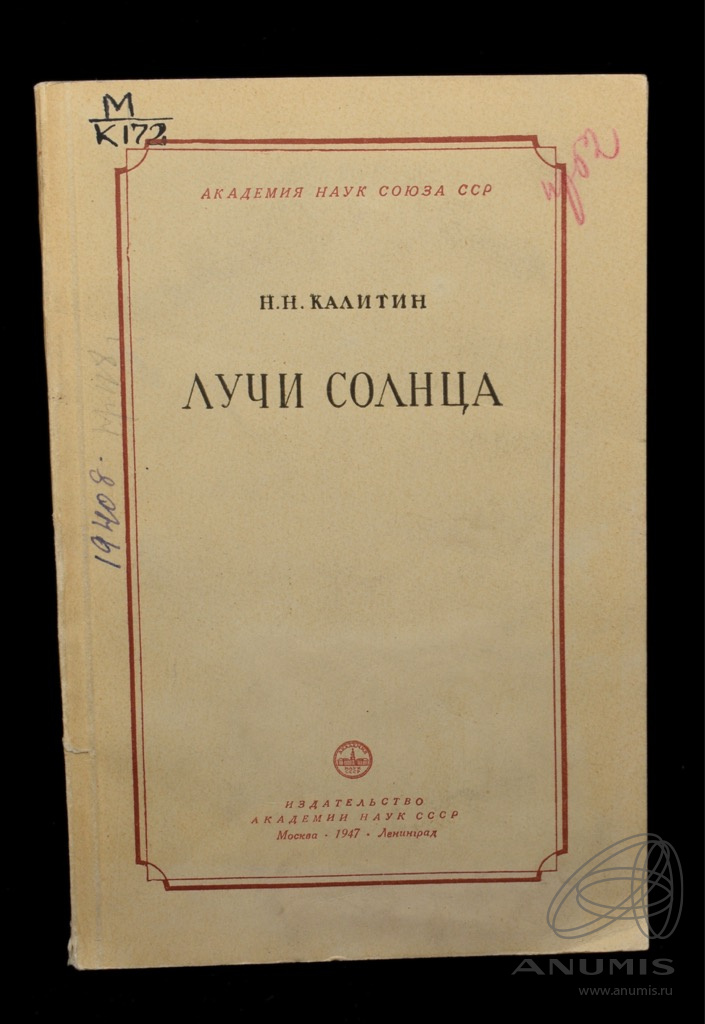 М
К172
АКАДЕМИЯ НАУК СОЮЗА ССР
Н.Н. КАЛИТИН
ЛУЧИ СОЛНЦА
19408.
ИЗДАТЕЛЬСТВО
АКАДЕМИИ НАУК СССР
Москва · 1947 · Ленинград
ANUMIS
www.anumis.ru